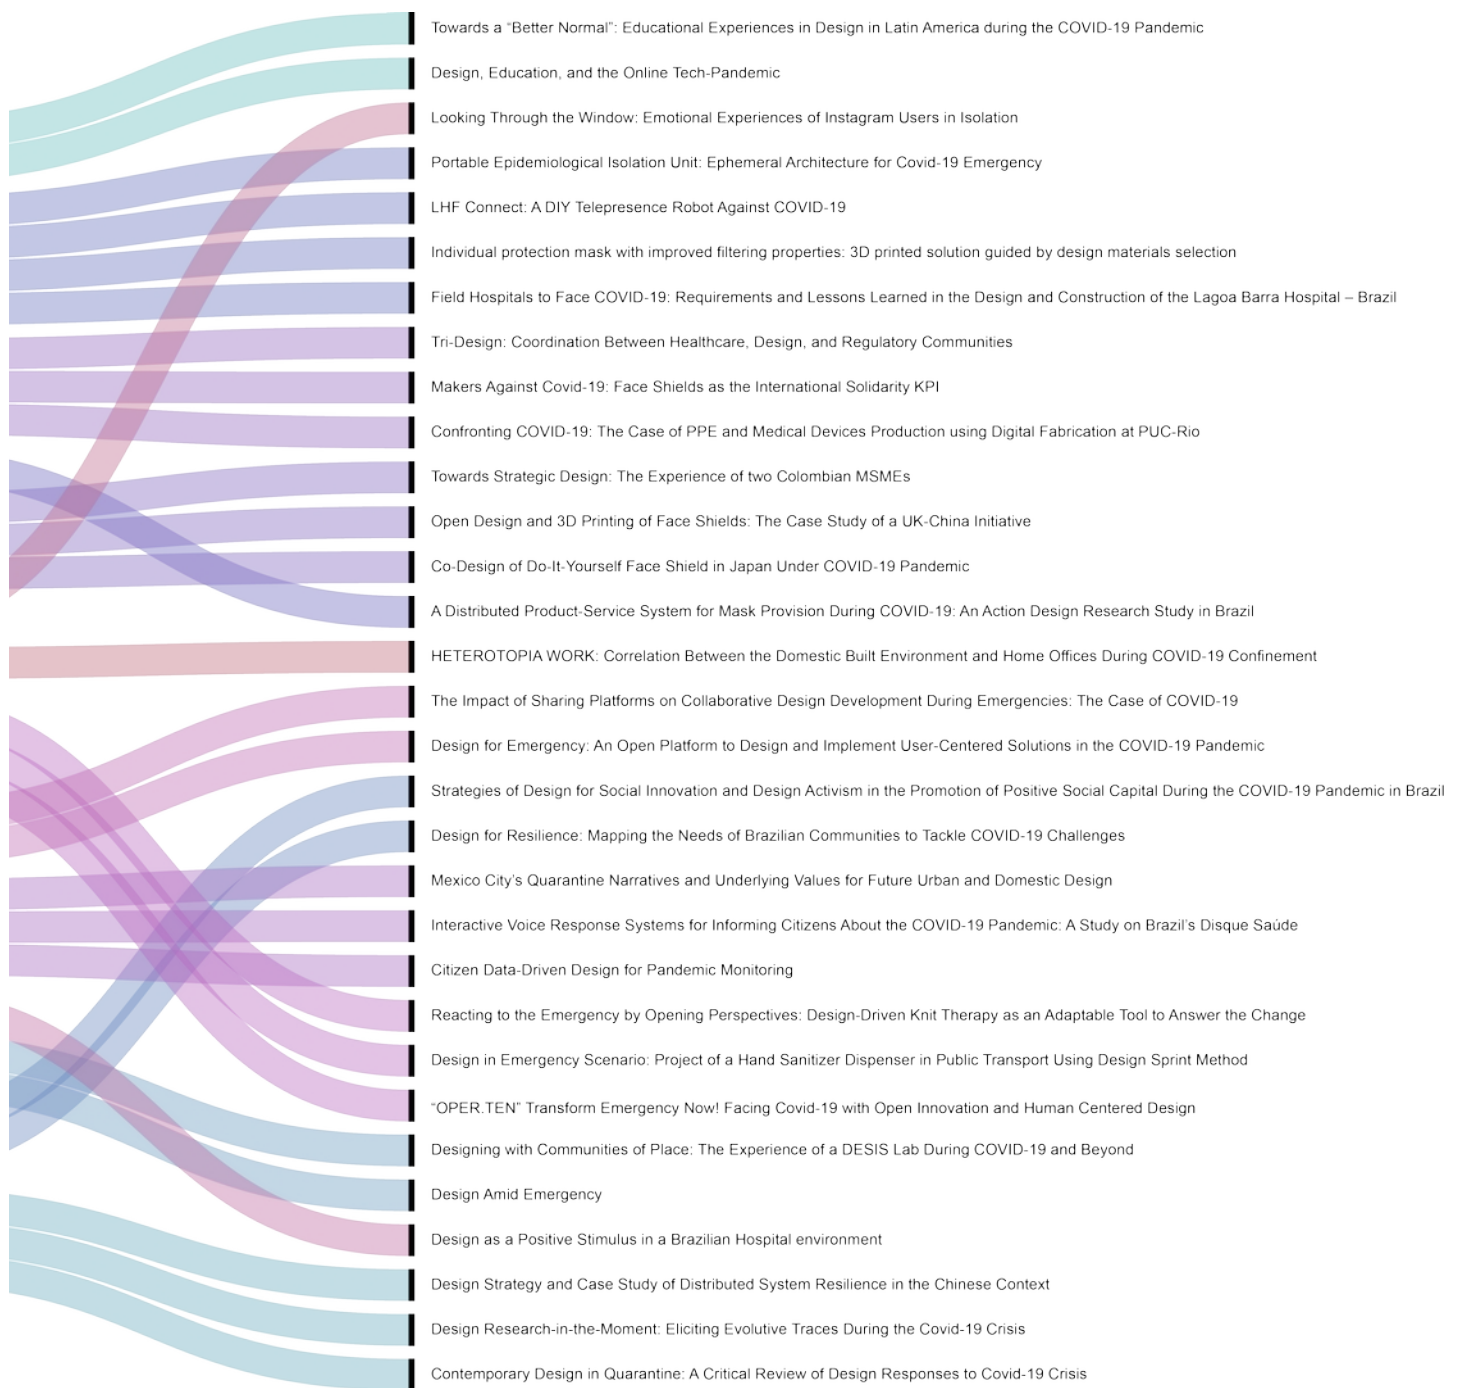 Towards a “Better Normal”: Educational Experiences in Design in Latin America during the COVID-19 Pandemic
Design, Education, and the Online Tech-Pandemic
Looking Through the Window: Emotional Experiences of Instagram Users in Isolation
Portable Epidemiological Isolation Unit: Ephemeral Architecture for Covid-19 Emergency
LHF Connect: A DIY Telepresence Robot Against COVID-19
Individual protection mask with improved filtering properties: 3D printed solution guided by design materials selection
Field Hospitals to Face COVID-19: Requirements and Lessons Learned in the Design and Construction of the Lagoa Barra Hospital – Brazil
Tri-Design: Coordination Between Healthcare, Design, and Regulatory Communities
Makers Against Covid-19: Face Shields as the International Solidarity KPI
Confronting COVID-19: The Case of PPE and Medical Devices Production using Digital Fabrication at PUC-Rio
Towards Strategic Design: The Experience of two Colombian MSMEs
Open Design and 3D Printing of Face Shields: The Case Study of a UK-China Initiative
Co-Design of Do-It-Yourself Face Shield in Japan Under COVID-19 Pandemic
A Distributed Product-Service System for Mask Provision During COVID-19: An Action Design Research Study in Brazil
HETEROTOPIA WORK: Correlation Between the Domestic Built Environment and Home Offices During COVID-19 Confinement
The Impact of Sharing Platforms on Collaborative Design Development During Emergencies: The Case of COVID-19
Design for Emergency: An Open Platform to Design and Implement User-Centered Solutions in the COVID-19 Pandemic
Strategies of Design for Social Innovation and Design Activism in the Promotion of Positive Social Capital During the COVID-19 Pandemic in Brazil
Design for Resilience: Mapping the Needs of Brazilian Communities to Tackle COVID-19 Challenges
Mexico City’s Quarantine Narratives and Underlying Values for Future Urban and Domestic Design
Interactive Voice Response Systems for Informing Citizens About the COVID-19 Pandemic: A Study on Brazil’s Disque Saúde
Citizen Data-Driven Design for Pandemic Monitoring
Reacting to the Emergency by Opening Perspectives: Design-Driven Knit Therapy as an Adaptable Tool to Answer the Change
Design in Emergency Scenario: Project of a Hand Sanitizer Dispenser in Public Transport Using Design Sprint Method
“OPER.TEN” Transform Emergency Now! Facing Covid-19 with Open Innovation and Human Centered Design
Designing with Communities of Place: The Experience of a DESIS Lab During COVID-19 and Beyond
Design Amid Emergency
Design as a Positive Stimulus in a Brazilian Hospital environment
Design Strategy and Case Study of Distributed System Resilience in the Chinese Context
Design Research-in-the-Moment: Eliciting Evolutive Traces During the Covid-19 Crisis
Contemporary Design in Quarantine: A Critical Review of Design Responses to Covid-19 Crisis